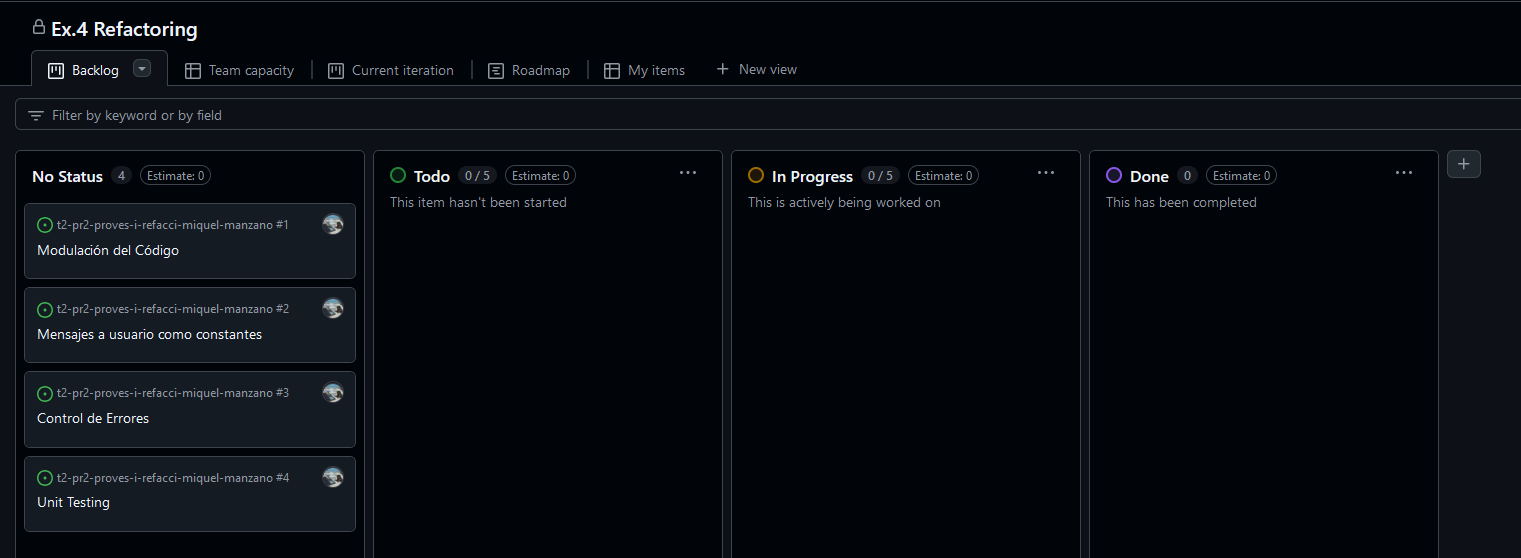 Ex.4 Refactoring
Backlog Team capacity Current iteration Roadmap My items + New view
Filter by keyword or by field
No Status 4 Estimate: 0
t2-pr2-proves-i-refacci-miquel-manzano #1
Modulación del Código
t2-pr2-proves-i-refacci-miquel-manzano #2
Mensajes a usuario como constantes
t2-pr2-proves-i-refacci-miquel-manzano #3
Control de Errores
t2-pr2-proves-i-refacci-miquel-manzano #4
Unit Testing
Todo 0 / 5 Estimate: 0
This item hasn't been started
In Progress 0 / 5 Estimate: 0
This is actively being worked on
Done 0 Estimate: 0
This has been completed